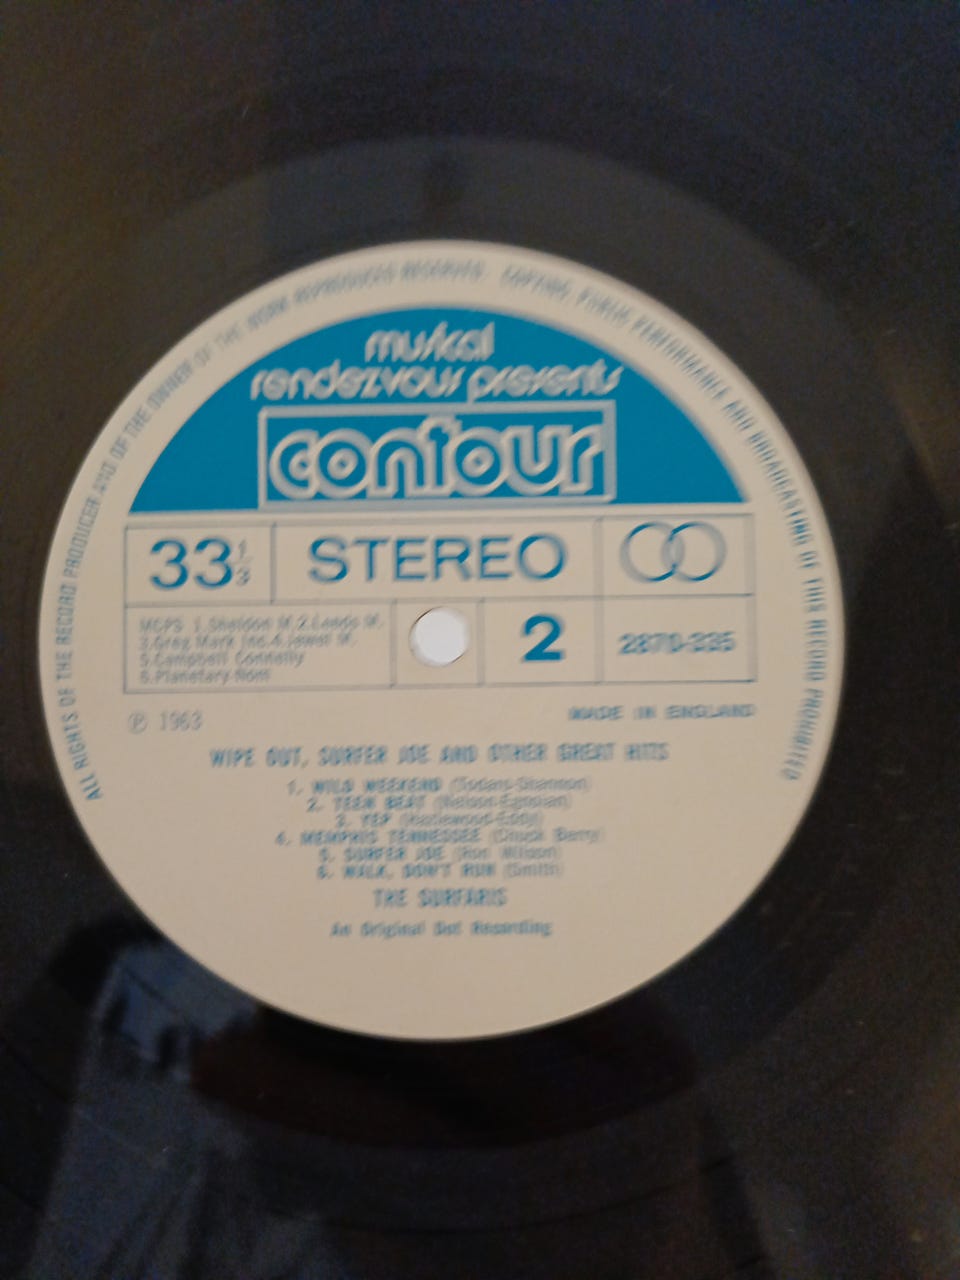 ALL RIGHTS OF THE RECORD PRODUCER AND OF THE OWNER OF THE WORK REPRODUCED RESERVED COPYING, PUBLIC PERFORMANCE AND BROADCASTING OF THIS RECORD PROHIBITED
musical
rendezvous presents
contour
33 1/3 STEREO
MCPS 1.Sheldon M.2.Leeds M.
3.Greg Mark Inc.4.Jewel M.
5.Campbell Connelly
6.Planetary-Nom
2 2870-335
℗ 1963 MADE IN ENGLAND
WIPE OUT, SURFER JOE AND OTHER GREAT HITS
1. WILD WEEKEND (Todaro-Shannon)
2. TEEN BEAT (Nelson-Egnoian)
3. YEP (Hazlewood-Eddy)
4. MEMPHIS TENNESSEE (Chuck Berry)
5. SURFER JOE (Ron Wilson)
6. WALK, DON'T RUN (Smith)
THE SURFARIS
An Original Dot Recording